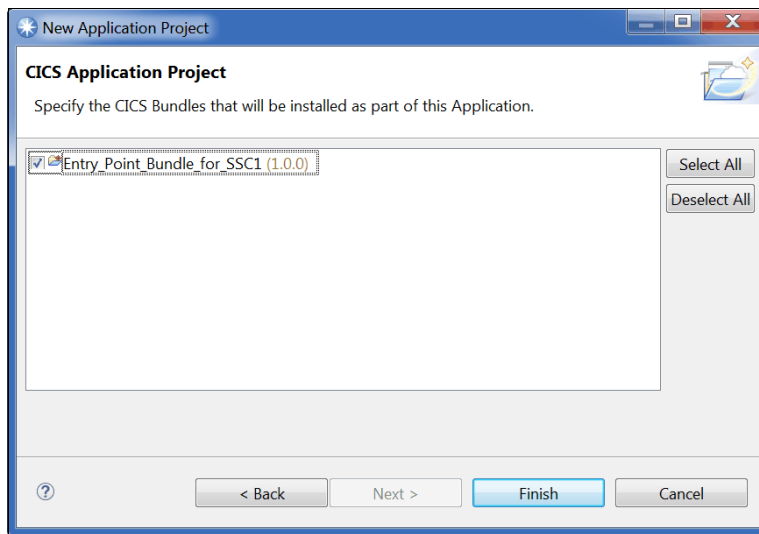 New Application Project
CICS Application Project
Specify the CICS Bundles that will be installed as part of this Application.
Entry_Point_Bundle_for_SSC1 (1.0.0)
Select All
Deselect All
?
< Back
Next >
Finish
Cancel